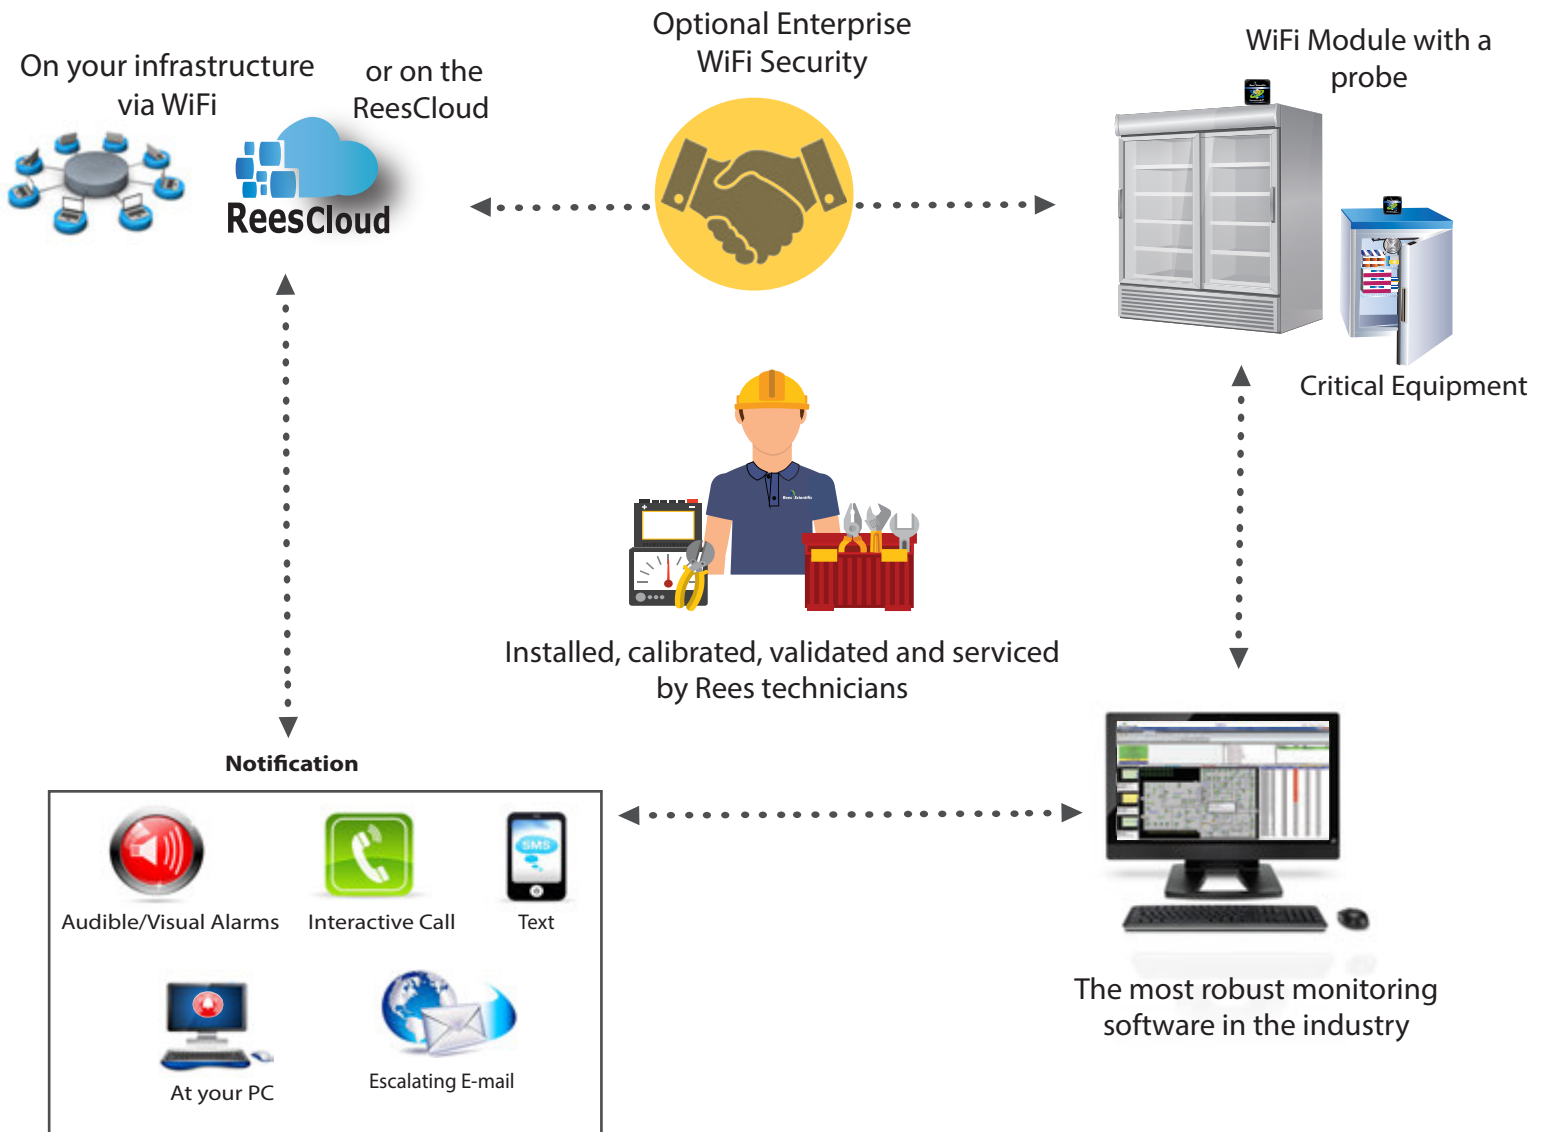 On your infrastructure
via WiFi
or on the
ReesCloud
ReesCloud
Optional Enterprise
WiFi Security
WiFi Module with a
probe
Critical Equipment
Rees Scientific
Installed, calibrated, validated and serviced
by Rees technicians
Notification
SMS
Audible/Visual Alarms
Interactive Call
Text
At your PC
Escalating E-mail
The most robust monitoring
software in the industry